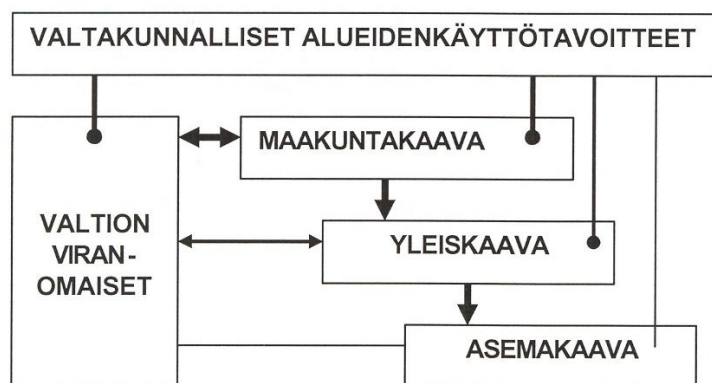 VALTAKUNNALLISET ALUEIDENKÄYTTÖTAVOITTEET
MAAKUNTAKAAVA
VALTION
VIRAN-
OMAISET
YLEISKAAVA
ASEMAKAAVA